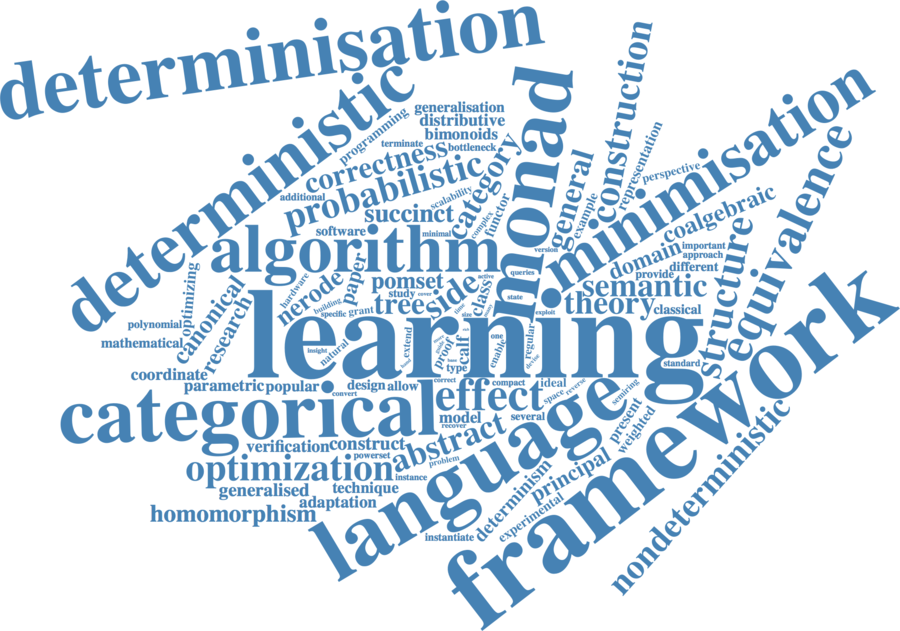 determinisation
deterministic
generalisation
distributive
bimonoids
programming
terminate
bottleneck
correctness
additional
probabilistic
category
scalability
complex
functor
succinct
minimal
software
algorithm
monad
general
example
construction
representation
perspective
minimisation
equivalence
version
coalgebraic
domain
important
approach
provide
different
structure
semantic
theory
classical
optimizing
canonical
research
polynomial
mathematical
hardware
nerode
building
paper
specific
grant
pomset
study
cover
tree
side
active
class
size
queries
state
exploit
learning
insight
natural
extend
proof
base
type
calf
one
enable
regular
standard
coordinate
parametric
popular
convert
design
allow
correct
compact
ideal
space
reverse
semiring
categorical
effect
model
recover
several
language
present
weighted
framework
nondeterministic
verification
construct
powerset
abstract
problem
optimization
instance
generalised
technique
adaptation
homomorphism
determinism
principal
experimental
instantiate